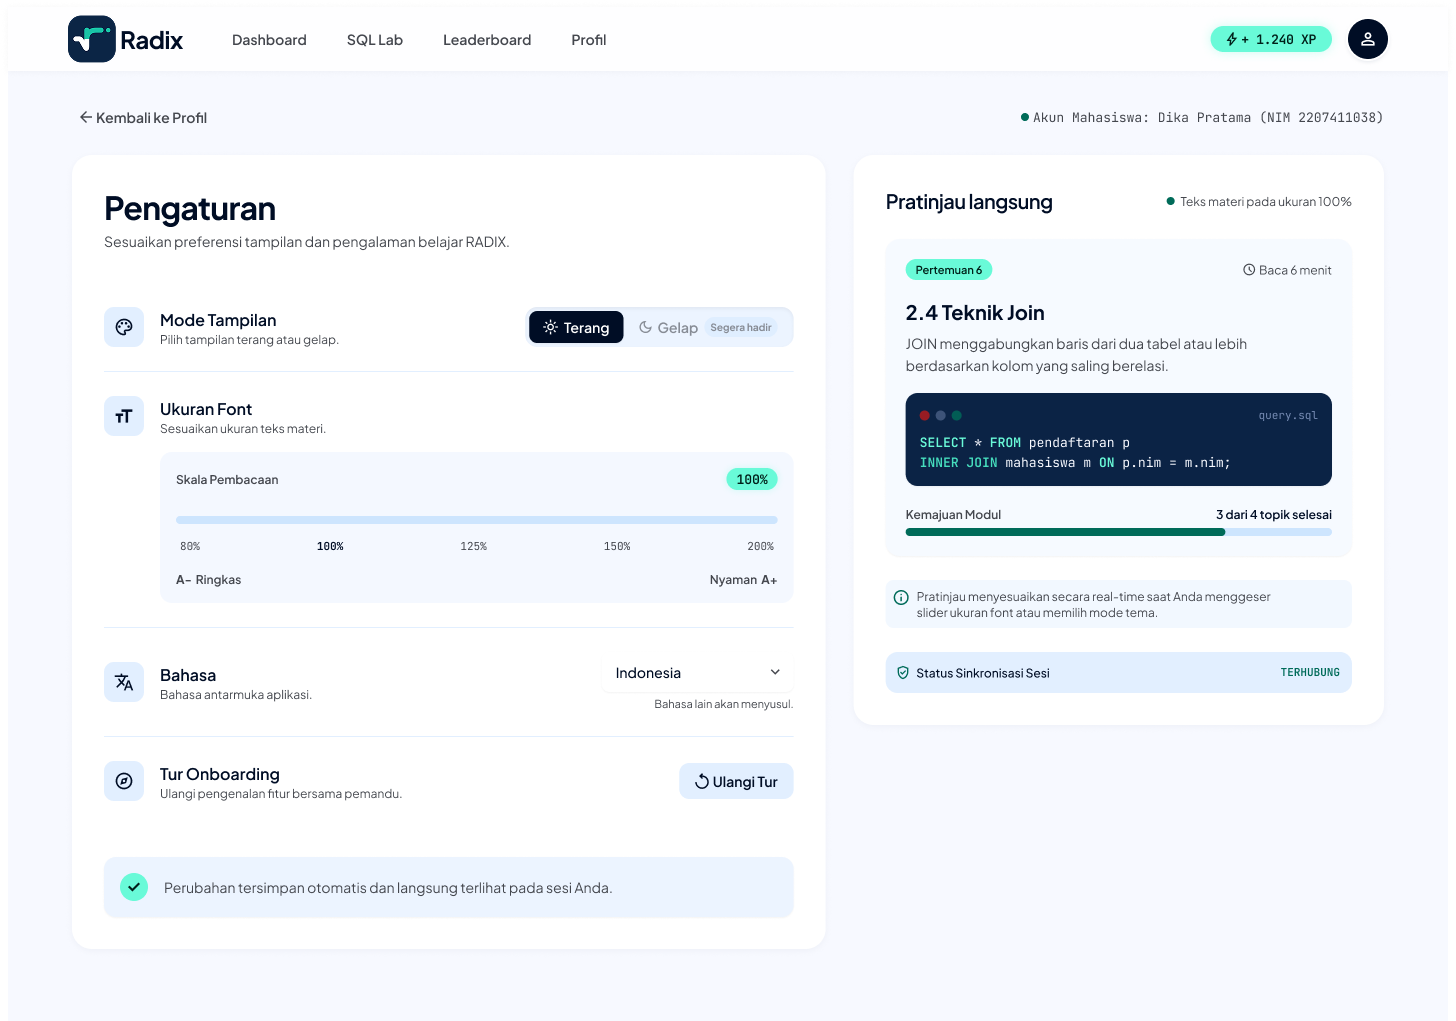 Radix
Dashboard
SQL Lab
Leaderboard
Profil
+ 1.240 XP
Kembali ke Profil
Akun Mahasiswa: Dika Pratama (NIM 2207411038)
Pengaturan
Sesuaikan preferensi tampilan dan pengalaman belajar RADIX.
Mode Tampilan
Pilih tampilan terang atau gelap.
Terang
Gelap
Segera hadir
Ukuran Font
Sesuaikan ukuran teks materi.
Skala Pembacaan
100%
80%
100%
125%
150%
200%
A- Ringkas
Nyaman A+
Bahasa
Bahasa antarmuka aplikasi.
Indonesia
Bahasa lain akan menyusul.
Tur Onboarding
Ulangi pengenalan fitur bersama pemandu.
Ulangi Tur
Perubahan tersimpan otomatis dan langsung terlihat pada sesi Anda.
Pratinjau langsung
Teks materi pada ukuran 100%
Pertemuan 6
Baca 6 menit
2.4 Teknik Join
JOIN menggabungkan baris dari dua tabel atau lebih
berdasarkan kolom yang saling berelasi.
query.sql
SELECT * FROM pendaftaran p
INNER JOIN mahasiswa m ON p.nim = m.nim;
Kemajuan Modul
3 dari 4 topik selesai
Pratinjau menyesuaikan secara real-time saat Anda menggeser
slider ukuran font atau memilih mode tema.
Status Sinkronisasi Sesi
TERHUBUNG